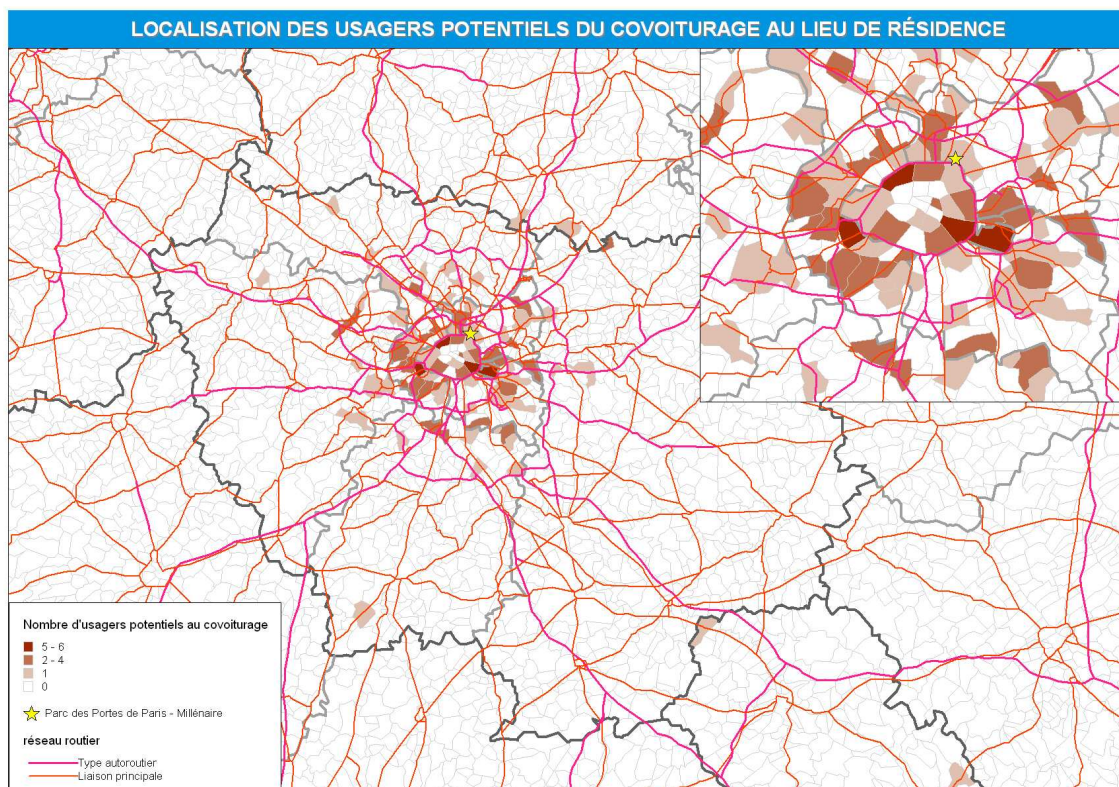 LOCALISATION DES USAGERS POTENTIELS DU COVOITURAGE AU LIEU DE RÉSIDENCE
Nombre d'usagers potentiels au covoiturage
5 - 6
2 - 4
1
0
Parc des Portes de Paris - Millénaire
réseau routier
Type autoroutier
Liaison principale